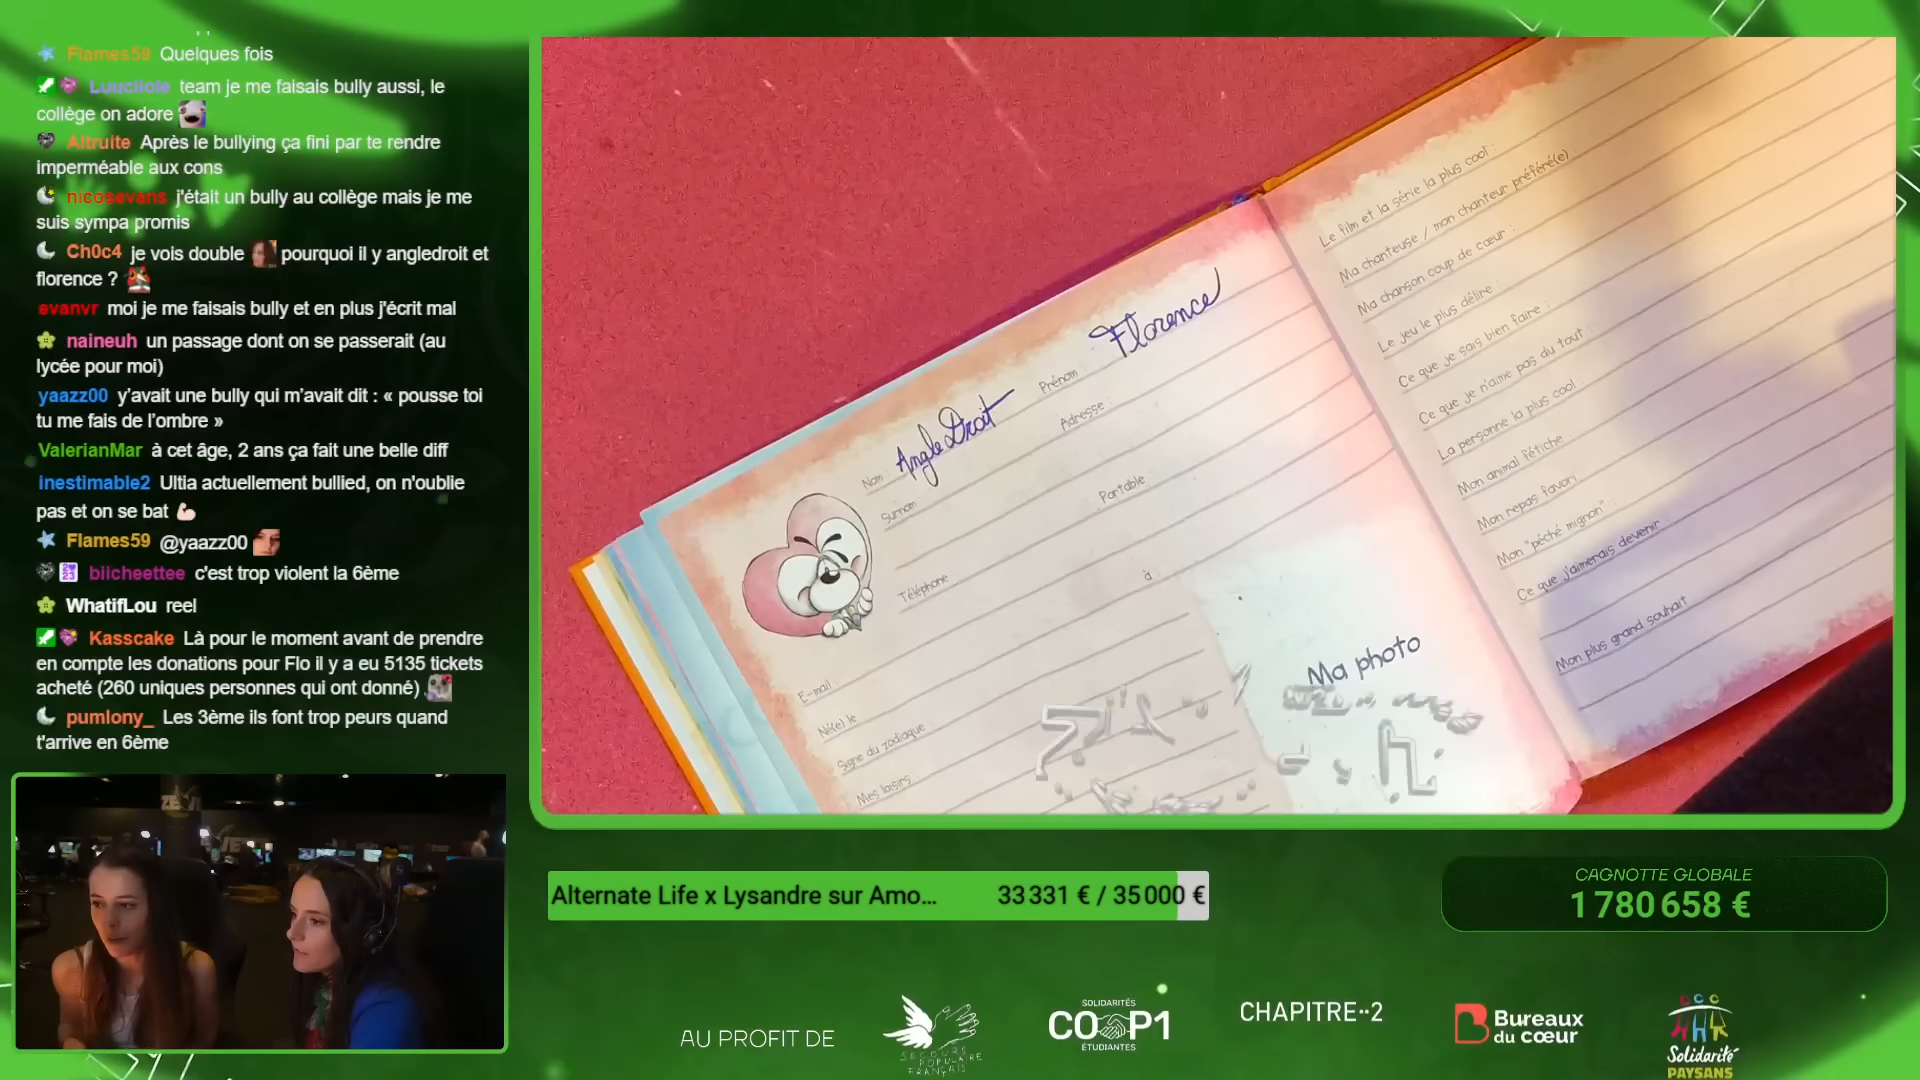 Flames59 Quelques fois
Luuciiole team je me faisais bully aussi, le
collège on adore
Altruite Après le bullying ça fini par te rendre
imperméable aux cons
nicosevans j'était un bully au collège mais je me
suis sympa promis
Ch0c4 je vois double pourquoi il y angledroit et
florence ?
evanvr moi je me faisais bully et en plus j'écrit mal
naineuh un passage dont on se passerait (au
lycée pour moi)
yaazz00 y'avait une bully qui m'avait dit : « pousse toi
tu me fais de l'ombre »
ValerianMar à cet âge, 2 ans ça fait une belle diff
inestimable2 Ultia actuellement bullied, on n'oublie
pas et on se bat
Flames59 @yaazz00
biicheettee c'est trop violent la 6ème
WhatifLou reel
Kasscake Là pour le moment avant de prendre
en compte les donations pour Flo il y a eu 5135 tickets
acheté (260 uniques personnes qui ont donné)
pumlony_ Les 3ème ils font trop peurs quand
t'arrive en 6ème
Nom : Angle Droit Prénom : Florence
Surnom : Adresse :
Téléphone Portable
à :
E-mail :
Né(e) le
Signe du zodiaque
Mes loisirs
Ma photo
Le film et la série la plus cool :
Ma chanteuse / mon chanteur préféré(e)
Ma chanson coup de cœur :
Le jeu le plus délire :
Ce que je sais bien faire :
Ce que je n'aime pas du tout :
La personne la plus cool :
Mon animal fétiche :
Mon repas favori
Mon "péché mignon" :
Ce que j'aimerais devenir :
Mon plus grand souhait
Alternate Life x Lysandre sur Amo... 33 331 € / 35 000 €
CAGNOTTE GLOBALE
1 780 658 €
AU PROFIT DE
SECOURS
POPULAIRE
FRANÇAIS
SOLIDARITÉS
CO P1
ÉTUDIANTES
CHAPITRE··2
Bureaux
du cœur
Solidarité
PAYSANS